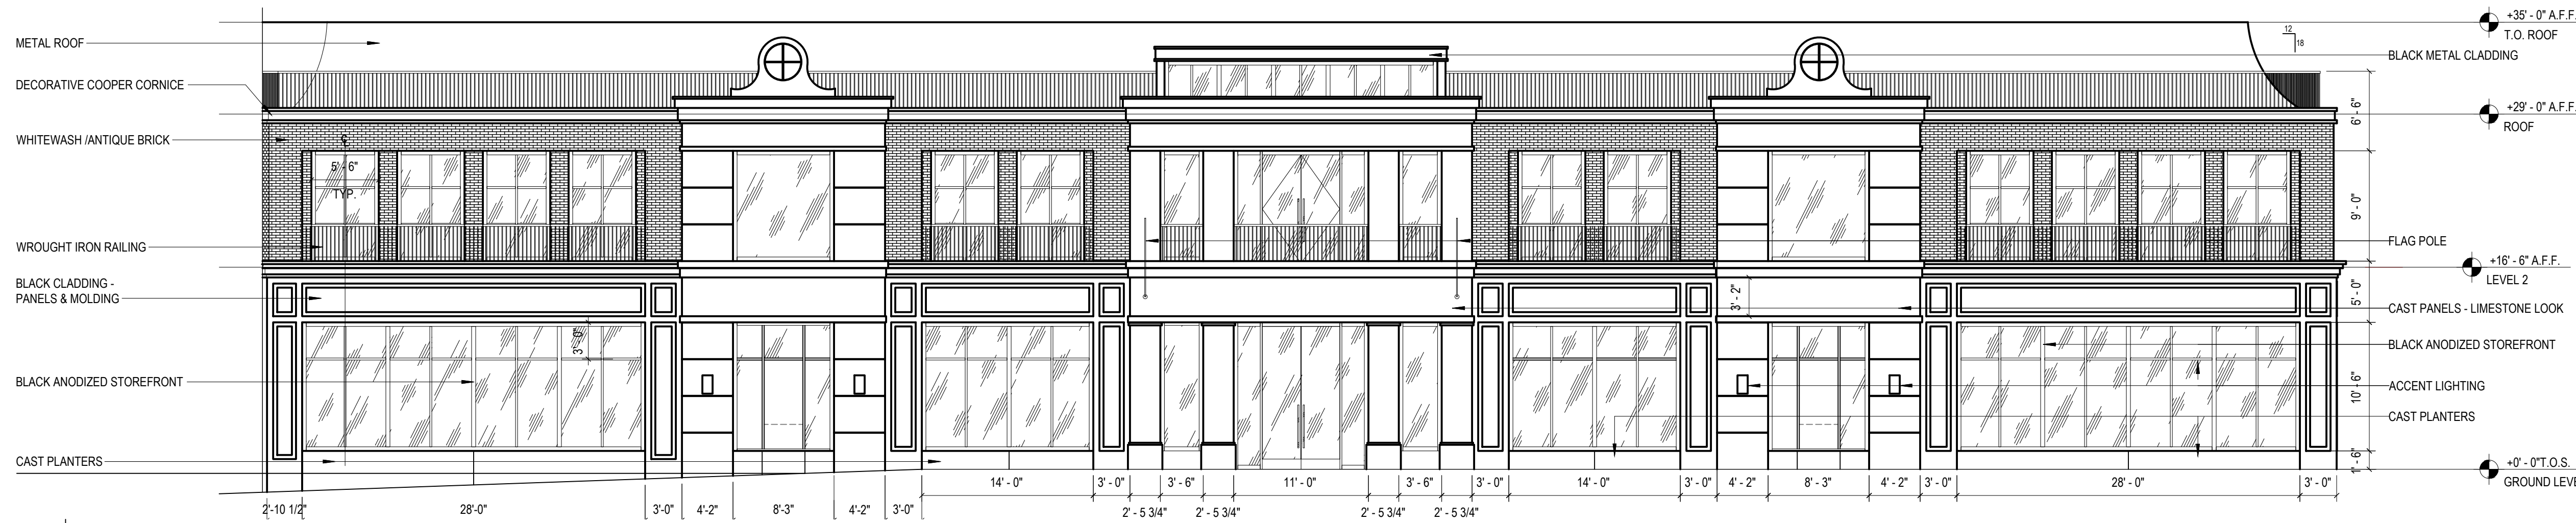 METAL ROOF
DECORATIVE COOPER CORNICE
WHITEWASH /ANTIQUE BRICK
WROUGHT IRON RAILING
BLACK CLADDING -
PANELS & MOLDING
BLACK ANODIZED STOREFRONT
CAST PLANTERS
5' - 6"
TYP.
3' - 0"
3' - 2"
12
18
+35' - 0" A.F.F.
T.O. ROOF
BLACK METAL CLADDING
+29' - 0" A.F.F.
ROOF
FLAG POLE
+16' - 6" A.F.F.
LEVEL 2
CAST PANELS - LIMESTONE LOOK
BLACK ANODIZED STOREFRONT
ACCENT LIGHTING
CAST PLANTERS
+0' - 0"T.O.S.
GROUND LEVE
6' - 6"
9' - 0"
5' - 0"
10' - 6"
1' - 6"
14' - 0" 3' - 0" 3' - 6" 11' - 0" 3' - 6" 3' - 0" 14' - 0" 3' - 0" 4' - 2" 8' - 3" 4' - 2" 3' - 0" 28' - 0" 3' - 0"
2'-10 1/2" 28'-0" 3'-0" 4'-2" 8'-3" 4'-2" 3'-0" 2' - 5 3/4" 2' - 5 3/4" 2' - 5 3/4" 2' - 5 3/4"